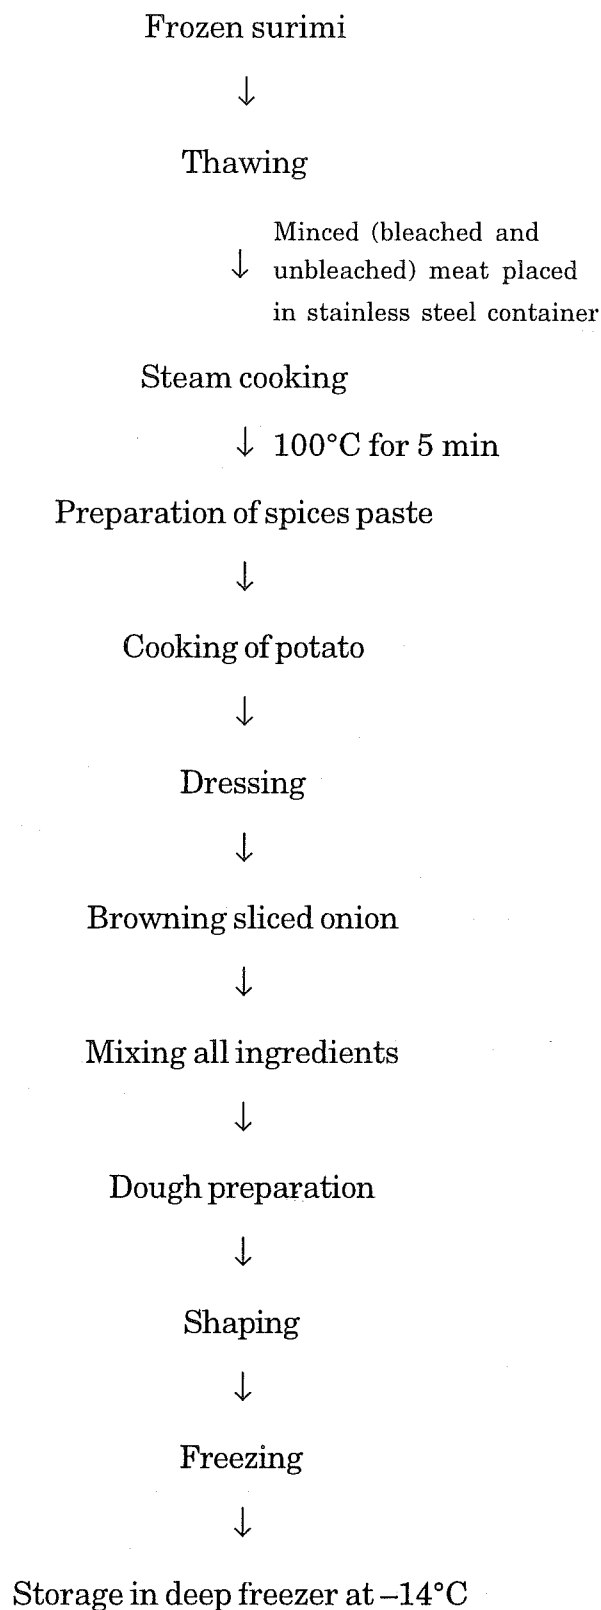 Frozen surimi
↓
Thawing
Minced (bleached and
↓ unbleached) meat placed
in stainless steel container
Steam cooking
↓ 100°C for 5 min
Preparation of spices paste
↓
Cooking of potato
↓
Dressing
↓
Browning sliced onion
↓
Mixing all ingredients
↓
Dough preparation
↓
Shaping
↓
Freezing
↓
Storage in deep freezer at –14°C